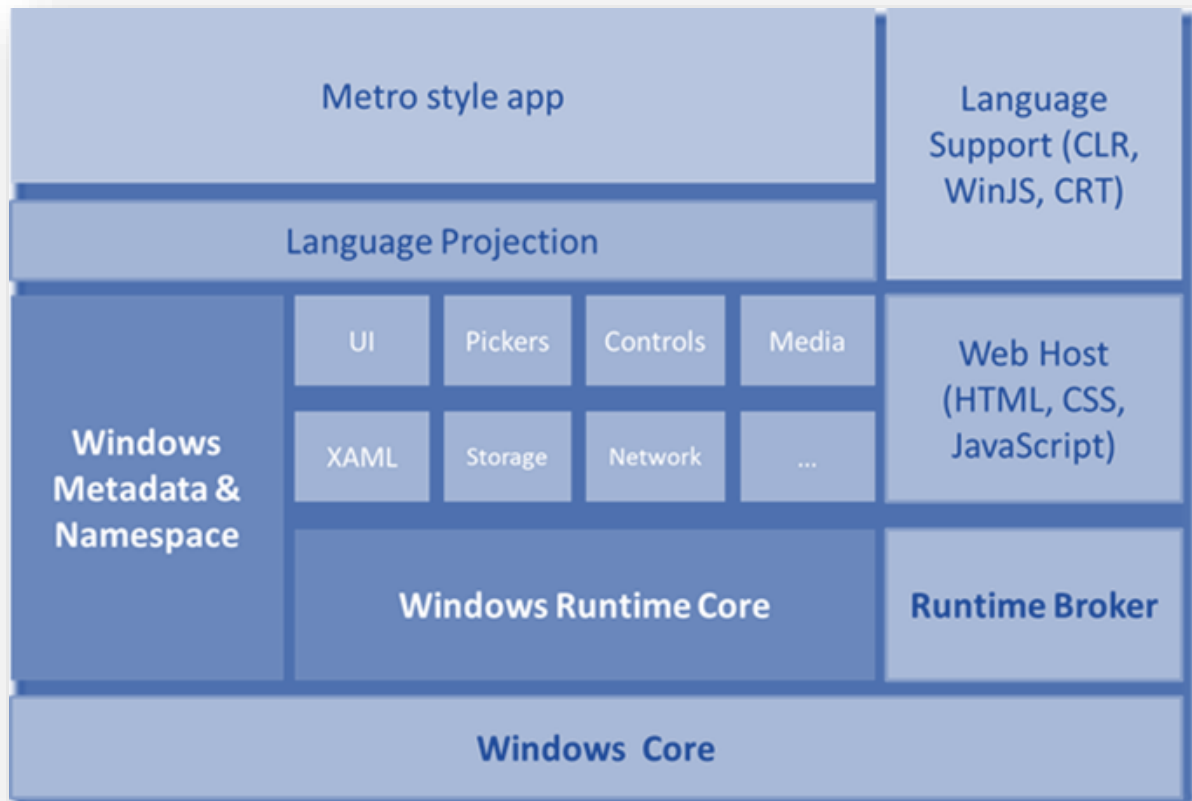 Metro style app
Language
Support (CLR,
WinJS, CRT)
Language Projection
UI
Pickers
Controls
Media
Web Host
(HTML, CSS,
JavaScript)
Windows
Metadata &
Namespace
XAML
Storage
Network
...
Windows Runtime Core
Runtime Broker
Windows Core